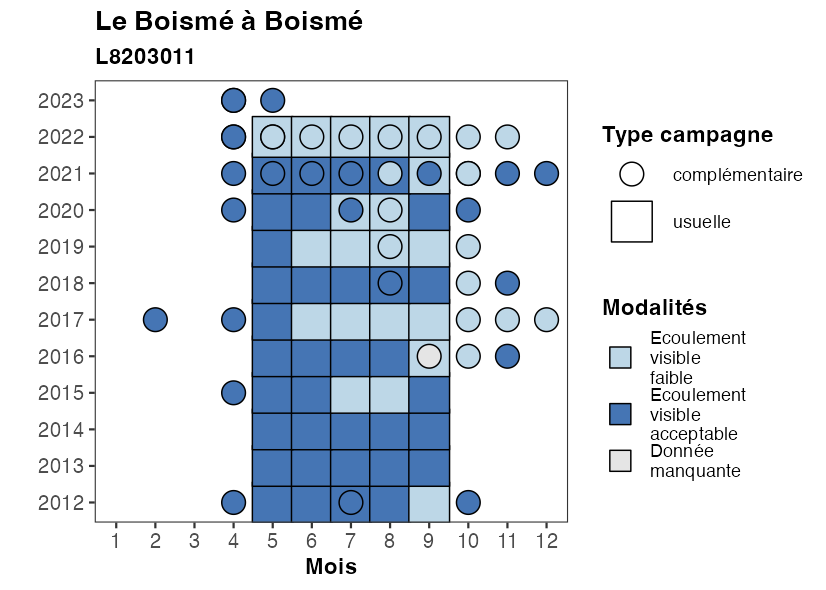 Le Boismé à Boismé
L8203011
2023
2022
2021
2020
2019
2018
2017
2016
2015
2014
2013
2012
1 2 3 4 5 6 7 8 9 10 11 12
Mois
Type campagne
complémentaire
usuelle
Modalités
Ecoulement
visible
faible
Ecoulement
visible
acceptable
Donnée
manquante